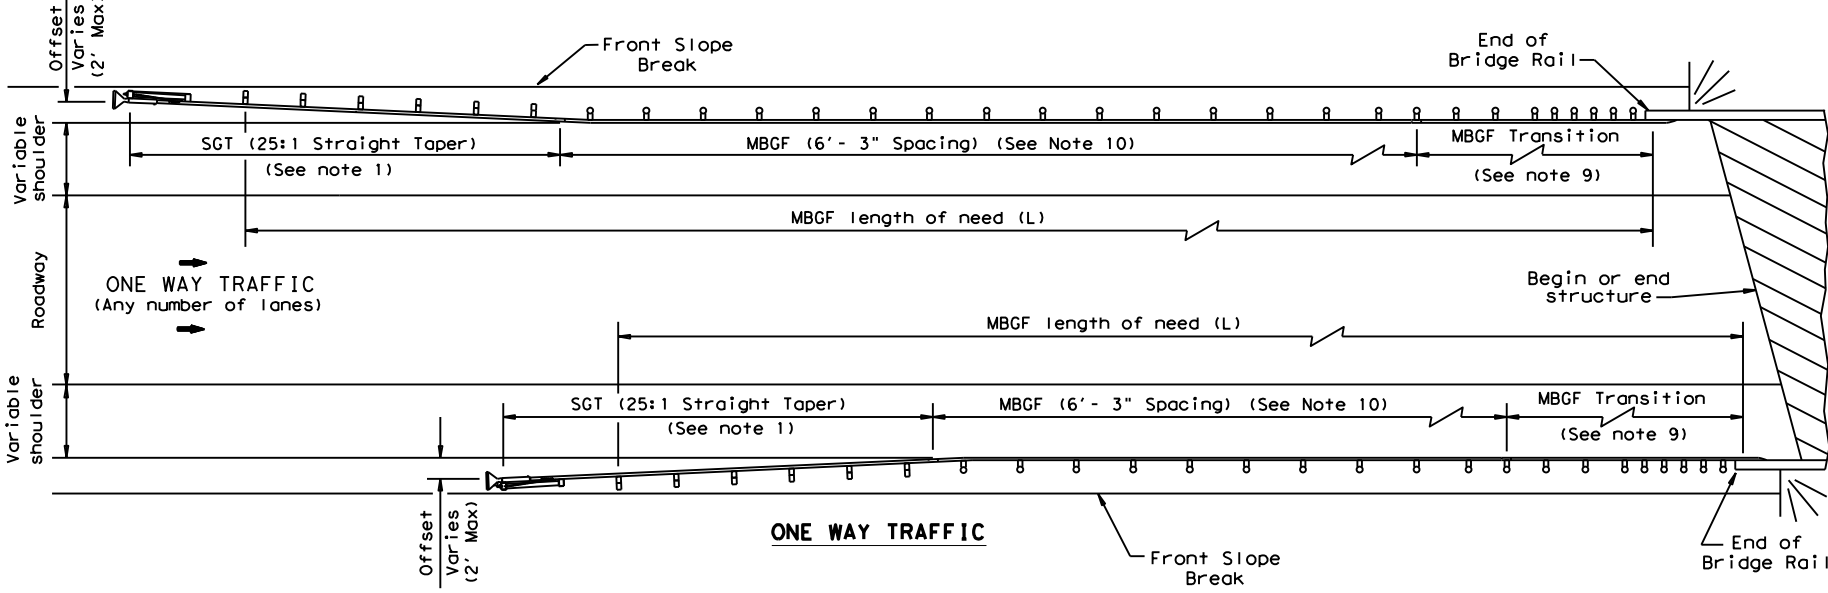 Offset
Varies
(2' Max)
Front Slope
Break
End of
Bridge Rail
Variable
shoulder
SGT (25:1 Straight Taper)
(See note 1)
MBGF (6'- 3" Spacing) (See Note 10)
MBGF Transition
(See note 9)
MBGF length of need (L)
Roadway
ONE WAY TRAFFIC
(Any number of lanes)
Begin or end
structure
MBGF length of need (L)
Variable
shoulder
SGT (25:1 Straight Taper)
(See note 1)
MBGF (6'- 3" Spacing) (See Note 10)
MBGF Transition
(See note 9)
Offset
Varies
(2' Max)
ONE WAY TRAFFIC
Front Slope
Break
End of
Bridge Rail